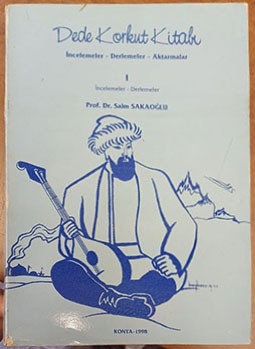 Dede Korkut Kitabı
İncelemeler - Derlemeler - Aktarmalar
I
İncelemeler - Derlemeler
Prof. Dr. Saim SAKAOĞLU
KONYA-1998